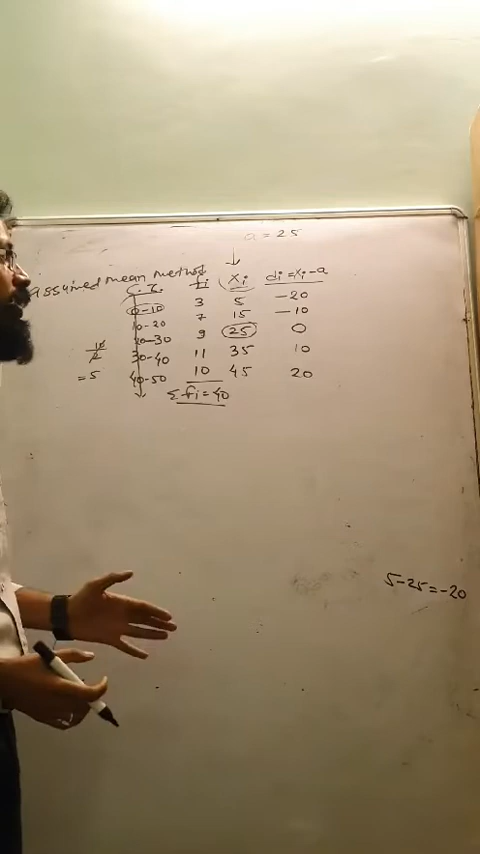 a = 25
assumed mean method
C.I. fi xi di = xi - a
0-10 3 5 -20
10-20 7 15 -10
20-30 9 25 0
30-40 11 35 10
40-50 10 45 20
Σfi = 40
10/2
= 5
5-25=-20